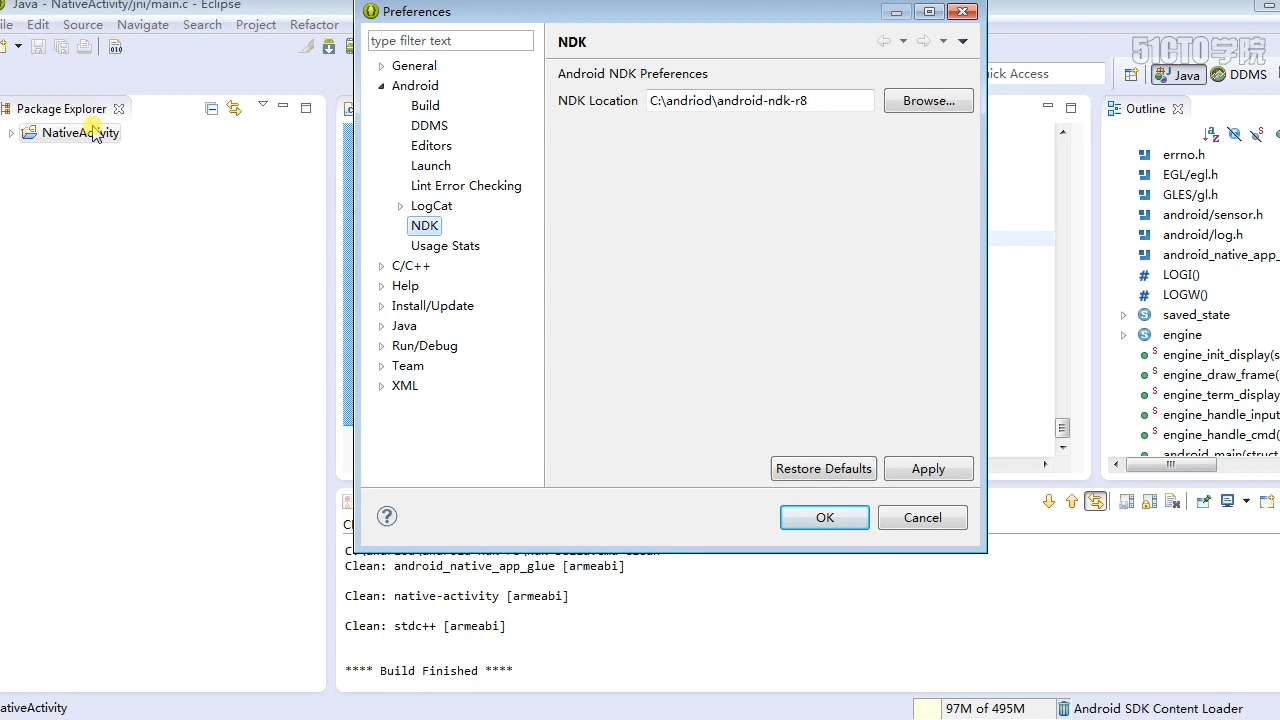 Java - NativeActivity/jni/main.c - Eclipse
Edit Source Navigate Search Project Refactor
51CTO学院
Java
DDMS
Package Explorer
NativeActivity
Preferences
type filter text
General
Android
Build
DDMS
Editors
Launch
Lint Error Checking
LogCat
NDK
Usage Stats
C/C++
Help
Install/Update
Java
Run/Debug
Team
XML
NDK
Android NDK Preferences
NDK Location C:\andriod\android-ndk-r8 Browse...
Restore Defaults Apply
OK Cancel
Outline
errno.h
EGL/egl.h
GLES/gl.h
android/sensor.h
android/log.h
android_native_app_
LOGI()
LOGW()
saved_state
engine
engine_init_display(s
engine_draw_frame(
engine_term_display
engine_handle_input
engine_handle_cmd(
Clean: android_native_app_glue [armeabi]
Clean: native-activity [armeabi]
Clean: stdc++ [armeabi]
**** Build Finished ****
ativeActivity
97M of 495M
Android SDK Content Loader